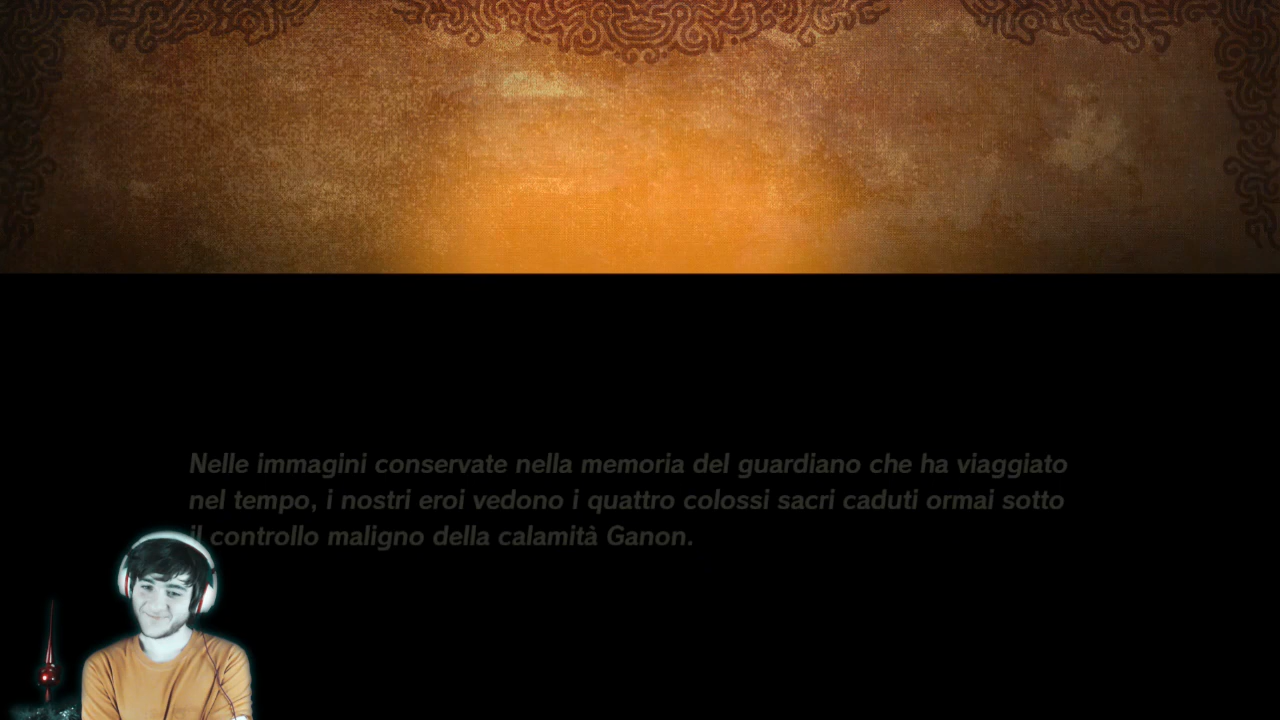 Nelle immagini conservate nella memoria del guardiano che ha viaggiato
nel tempo, i nostri eroi vedono i quattro colossi sacri caduti ormai sotto
il controllo maligno della calamità Ganon.